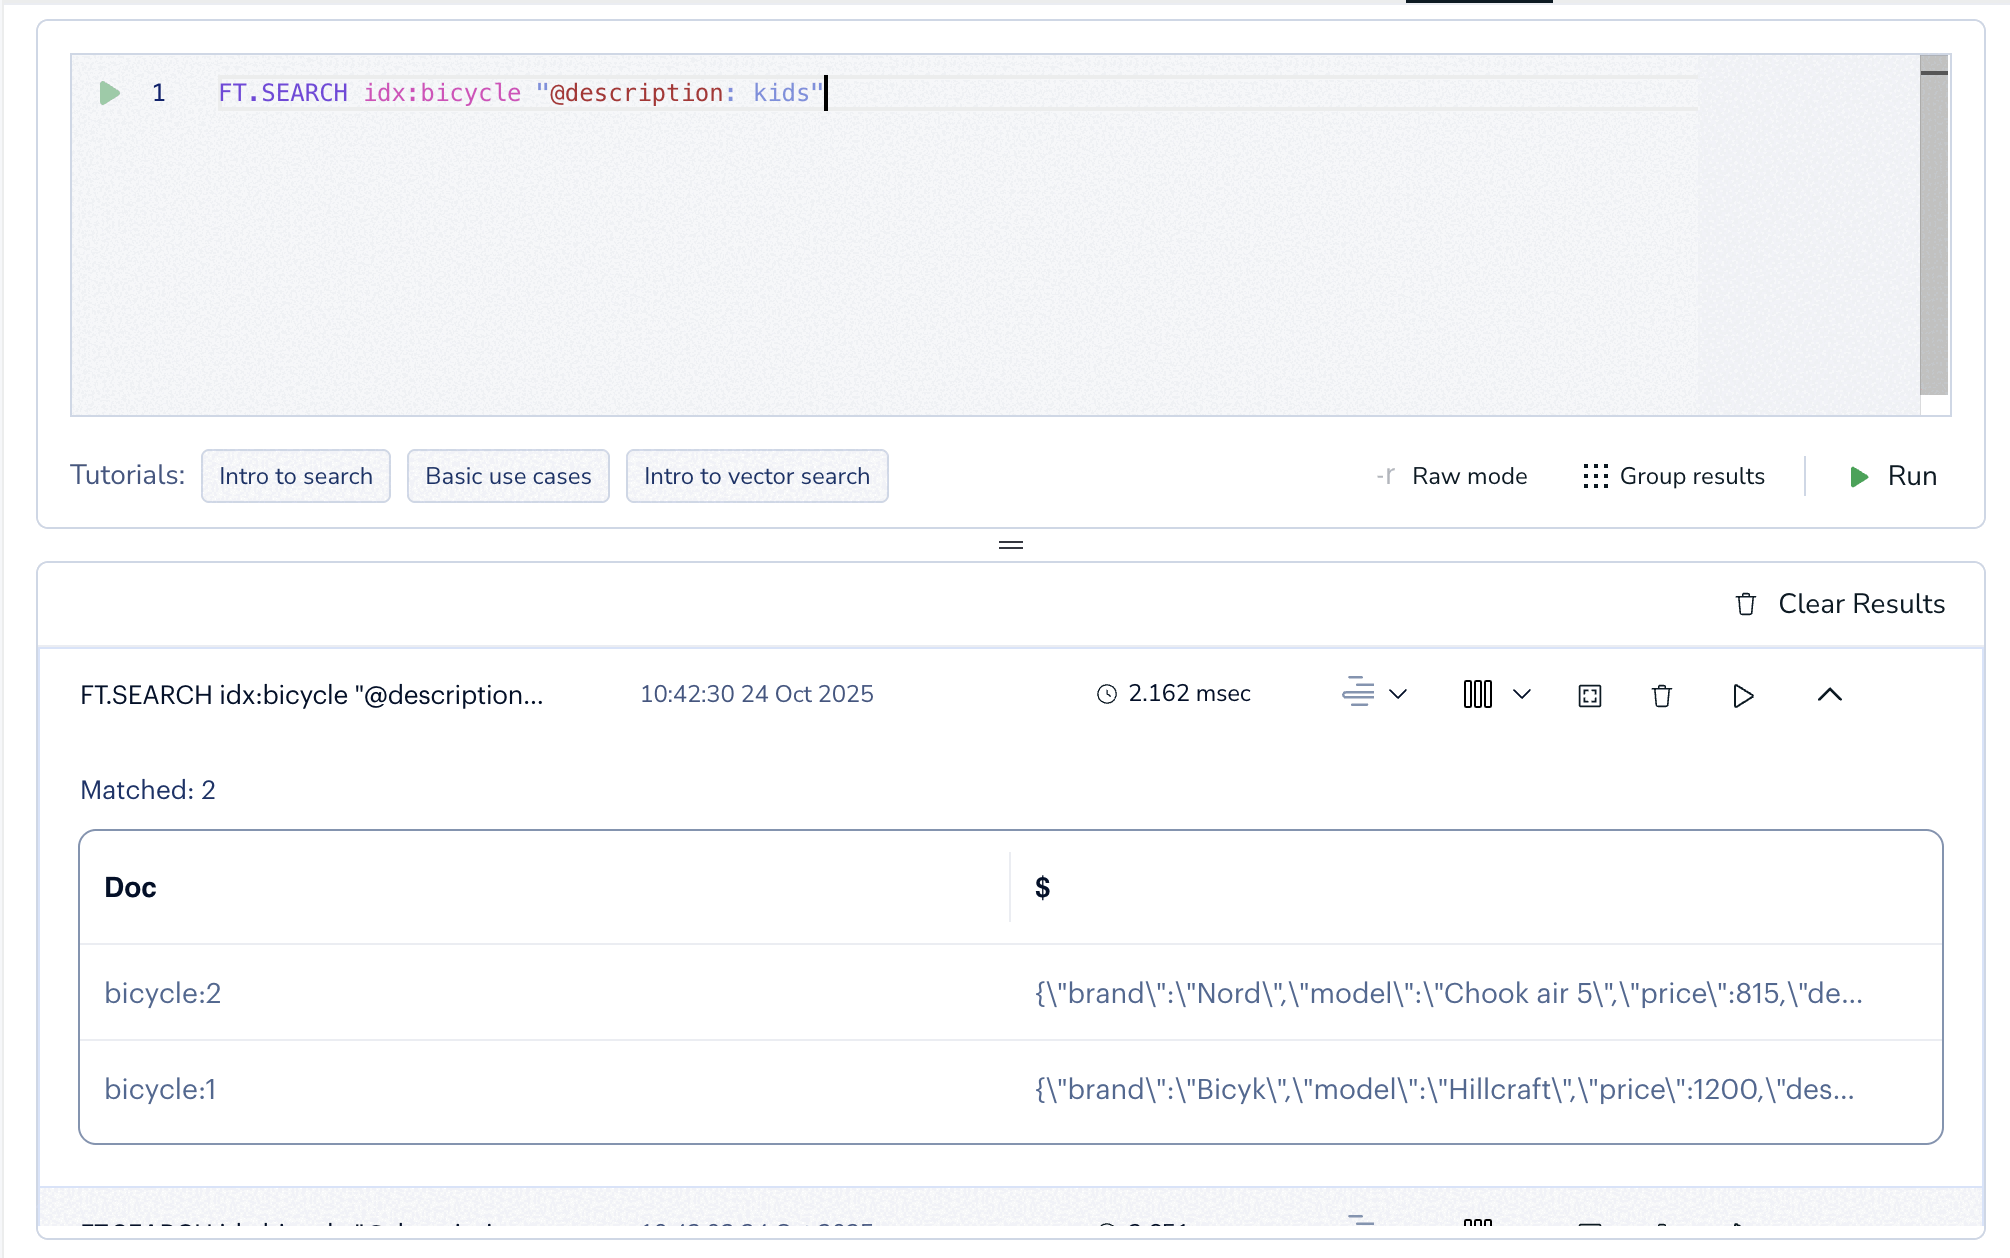 1 FT.SEARCH idx:bicycle "@description: kids"
Tutorials: Intro to search Basic use cases Intro to vector search -r Raw mode Group results Run
Clear Results
FT.SEARCH idx:bicycle "@description... 10:42:30 24 Oct 2025 2.162 msec
Matched: 2
Doc $
bicycle:2 {\"brand\":\"Nord\",\"model\":\"Chook air 5\",\"price\":815,\"de...
bicycle:1 {\"brand\":\"Bicyk\",\"model\":\"Hillcraft\",\"price\":1200,\"des...